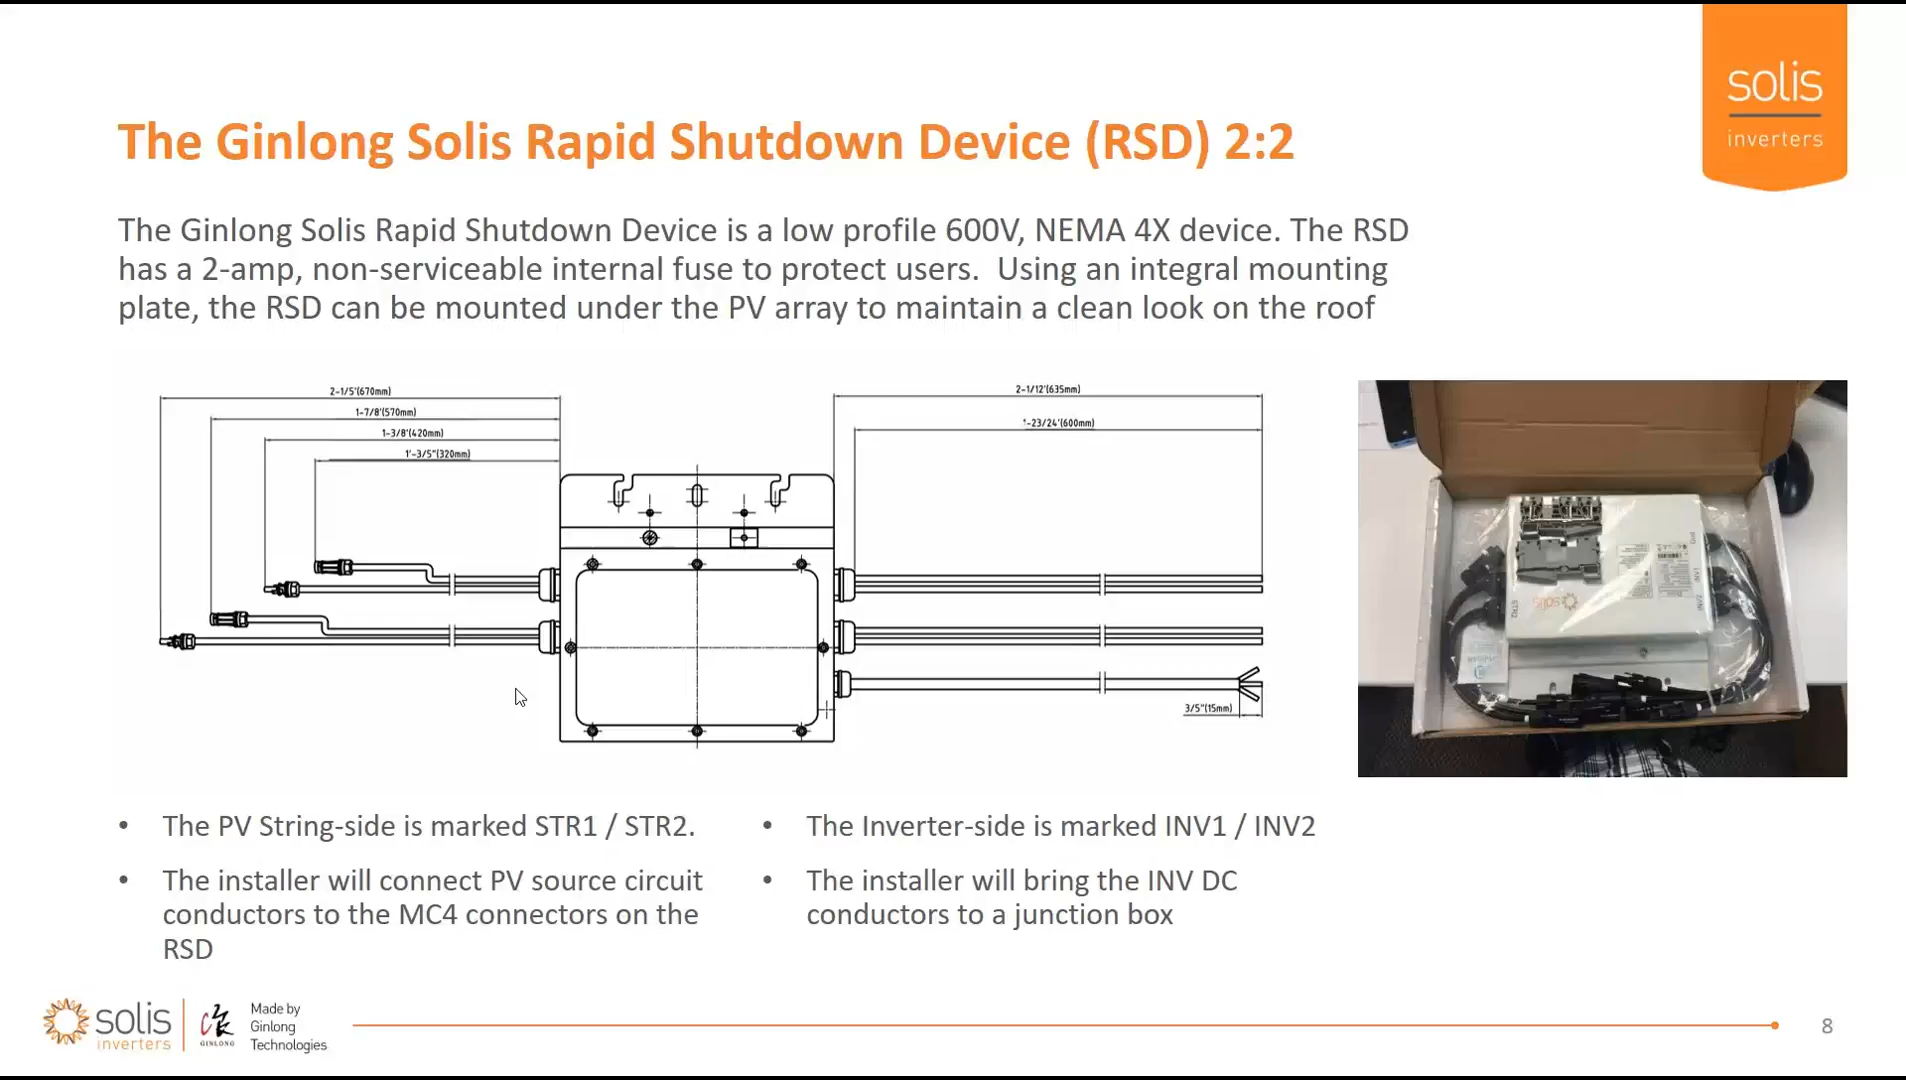 solis
inverters
The Ginlong Solis Rapid Shutdown Device (RSD) 2:2
The Ginlong Solis Rapid Shutdown Device is a low profile 600V, NEMA 4X device. The RSD
has a 2-amp, non-serviceable internal fuse to protect users. Using an integral mounting
plate, the RSD can be mounted under the PV array to maintain a clean look on the roof
2-1/5'(670mm)
1-7/8'(570mm)
1-3/8'(420mm)
1'-3/5"(320mm)
2-1/12'(635mm)
1-23/24'(600mm)
3/5"(15mm)
solis
STR2
• The PV String-side is marked STR1 / STR2.
• The installer will connect PV source circuit
conductors to the MC4 connectors on the
RSD
• The Inverter-side is marked INV1 / INV2
• The installer will bring the INV DC
conductors to a junction box
solis
inverters
GINLONG
Made by
Ginlong
Technologies
8